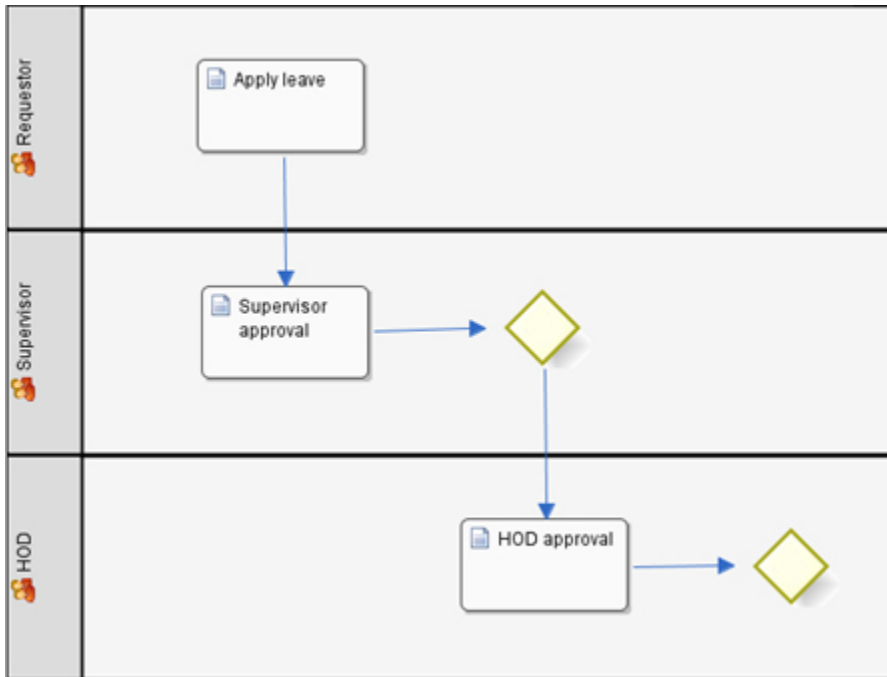 Requestor
Apply leave
Supervisor
Supervisor
approval
HOD
HOD approval